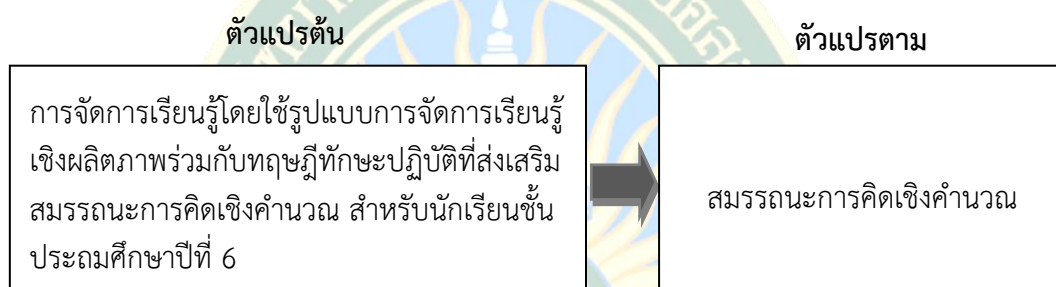 ตัวแปรต้น
ตัวแปรตาม
การจัดการเรียนรู้โดยใช้รูปแบบการจัดการเรียนรู้
เชิงผลิตภาพร่วมกับทฤษฎีทักษะปฏิบัติที่ส่งเสริม
สมรรถนะการคิดเชิงคำนวณ สำหรับนักเรียนชั้น
ประถมศึกษาปีที่ 6
สมรรถนะการคิดเชิงคำนวณ